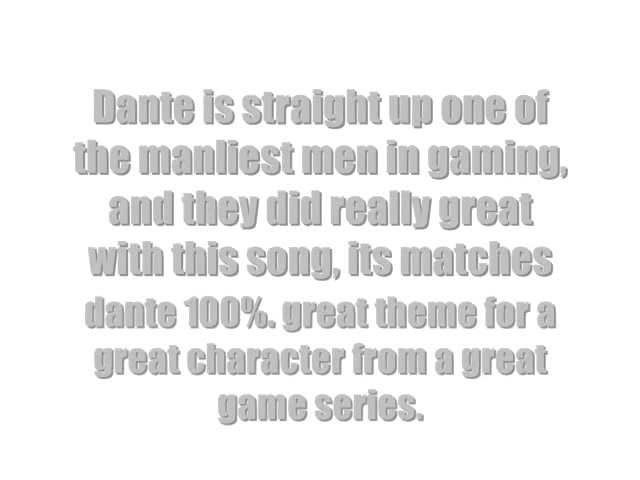 Dante is straight up one of
the manliest men in gaming,
and they did really great
with this song, its matches
dante 100%. great theme for a
great character from a great
game series.